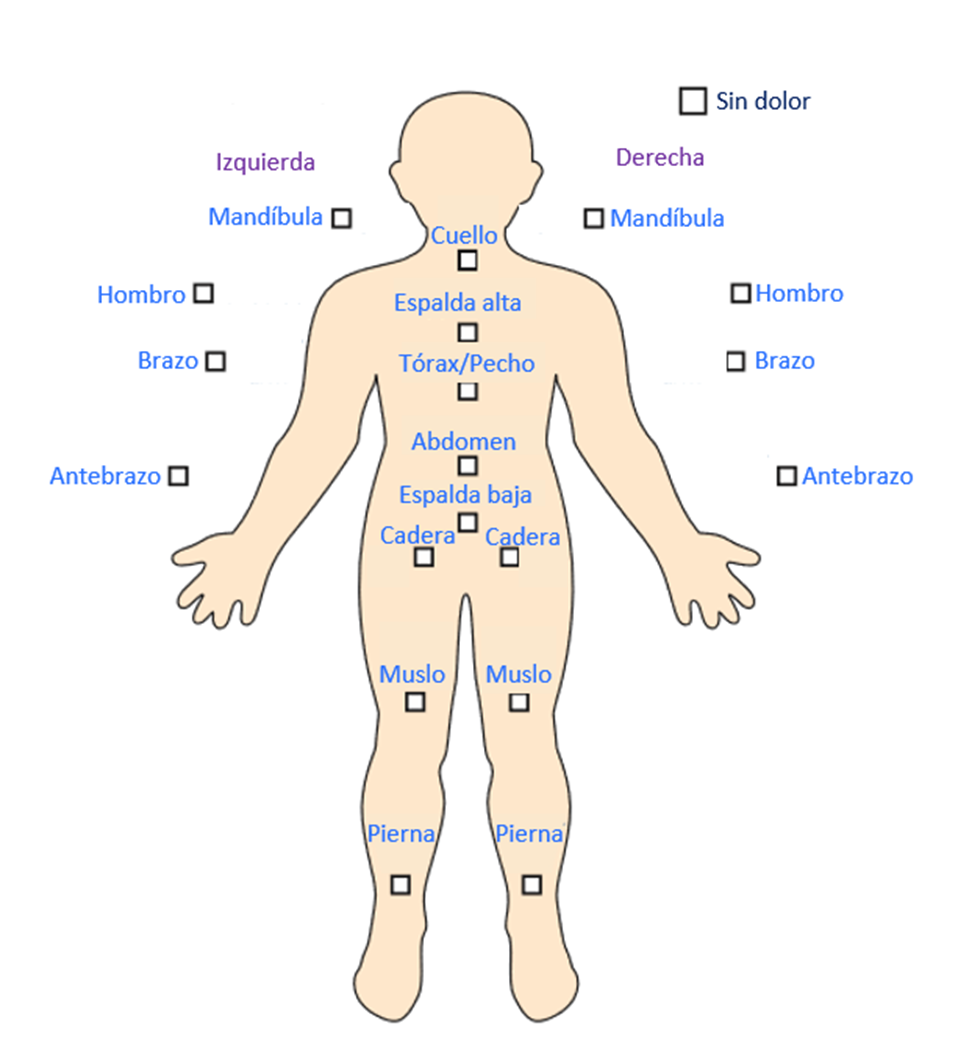 Sin dolor
Izquierda
Derecha
Mandíbula
Mandíbula
Cuello
Hombro
Espalda alta
Hombro
Brazo
Tórax/Pecho
Brazo
Abdomen
Antebrazo
Espalda baja
Antebrazo
Cadera
Cadera
Muslo
Muslo
Pierna
Pierna